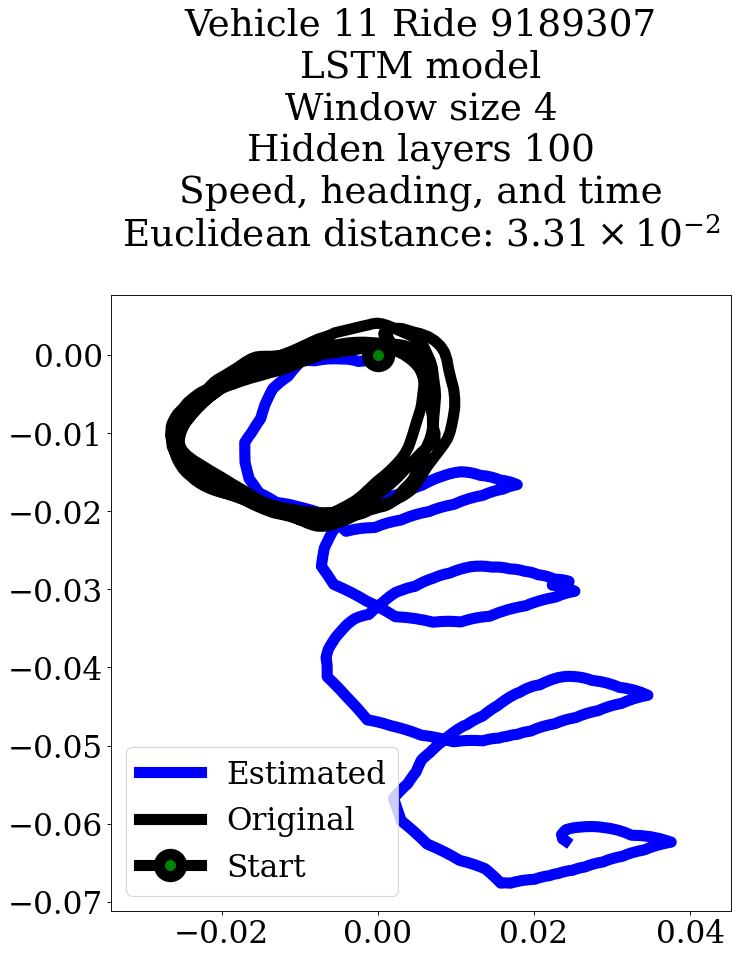 Vehicle 11 Ride 9189307
LSTM model
Window size 4
Hidden layers 100
Speed, heading, and time
Euclidean distance: 3.31 × 10⁻²
0.00
−0.01
−0.02
−0.03
−0.04
−0.05
−0.06
−0.07
Estimated
Original
Start
−0.02
0.00
0.02
0.04